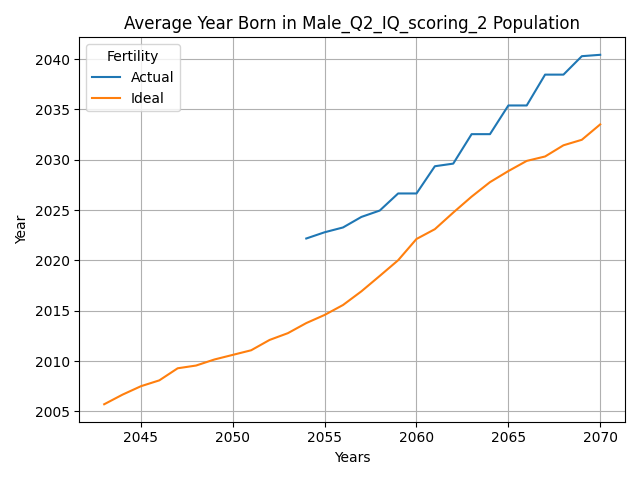 Average Year Born in Male_Q2_IQ_scoring_2 Population
Fertility
Actual
Ideal
2040
2035
2030
2025
2020
2015
2010
2005
Year
2045 2050 2055 2060 2065 2070
Years